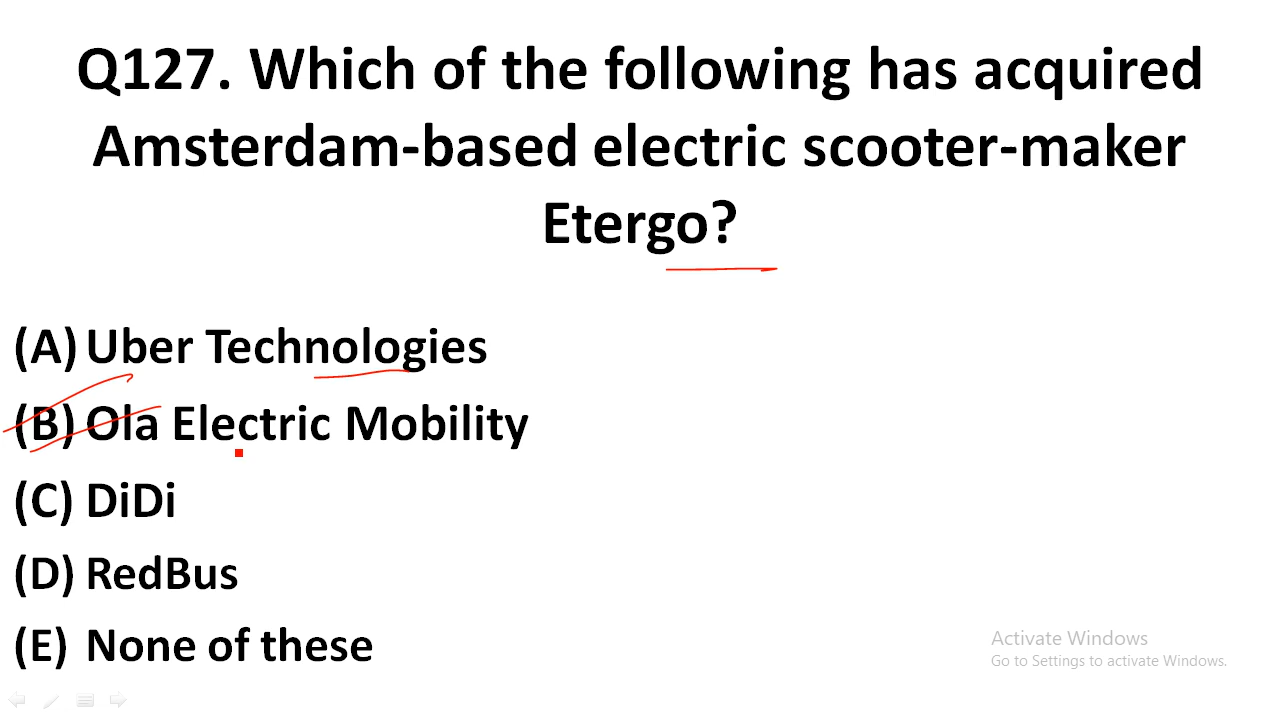 Q127. Which of the following has acquired
Amsterdam-based electric scooter-maker
Etergo?
(A) Uber Technologies
(B) Ola Electric Mobility
(C) DiDi
(D) RedBus
(E) None of these
Activate Windows
Go to Settings to activate Windows.